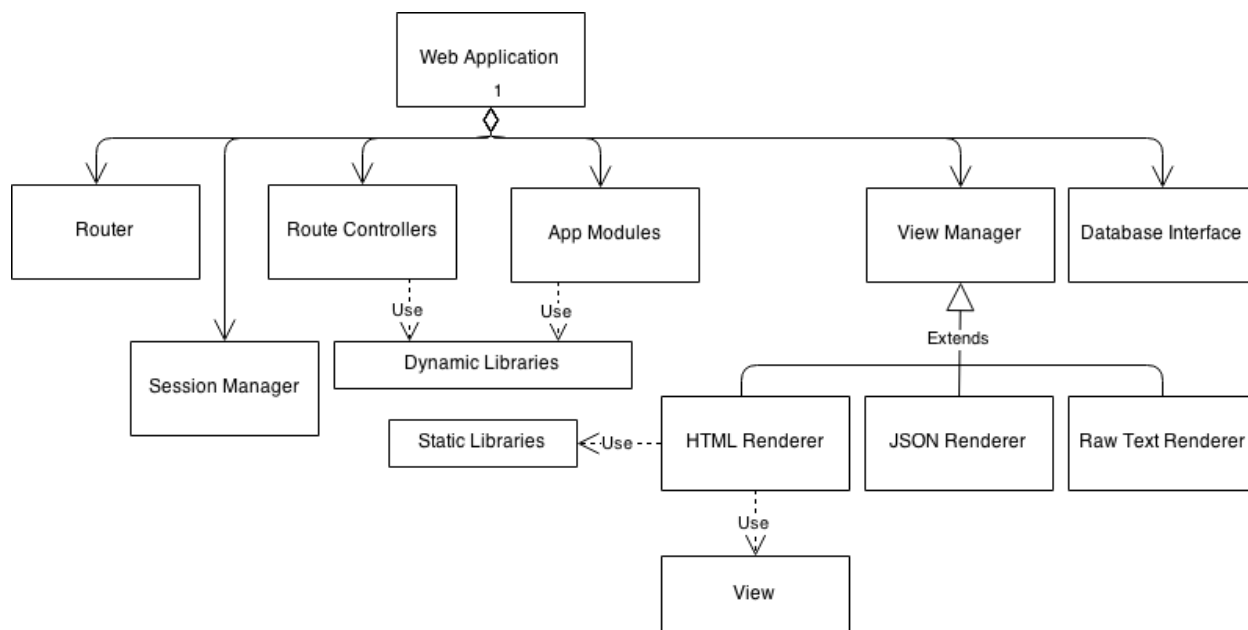 Web Application
1
Router
Route Controllers
App Modules
View Manager
Database Interface
Use
Use
Extends
Dynamic Libraries
Session Manager
Static Libraries
Use
HTML Renderer
JSON Renderer
Raw Text Renderer
Use
View